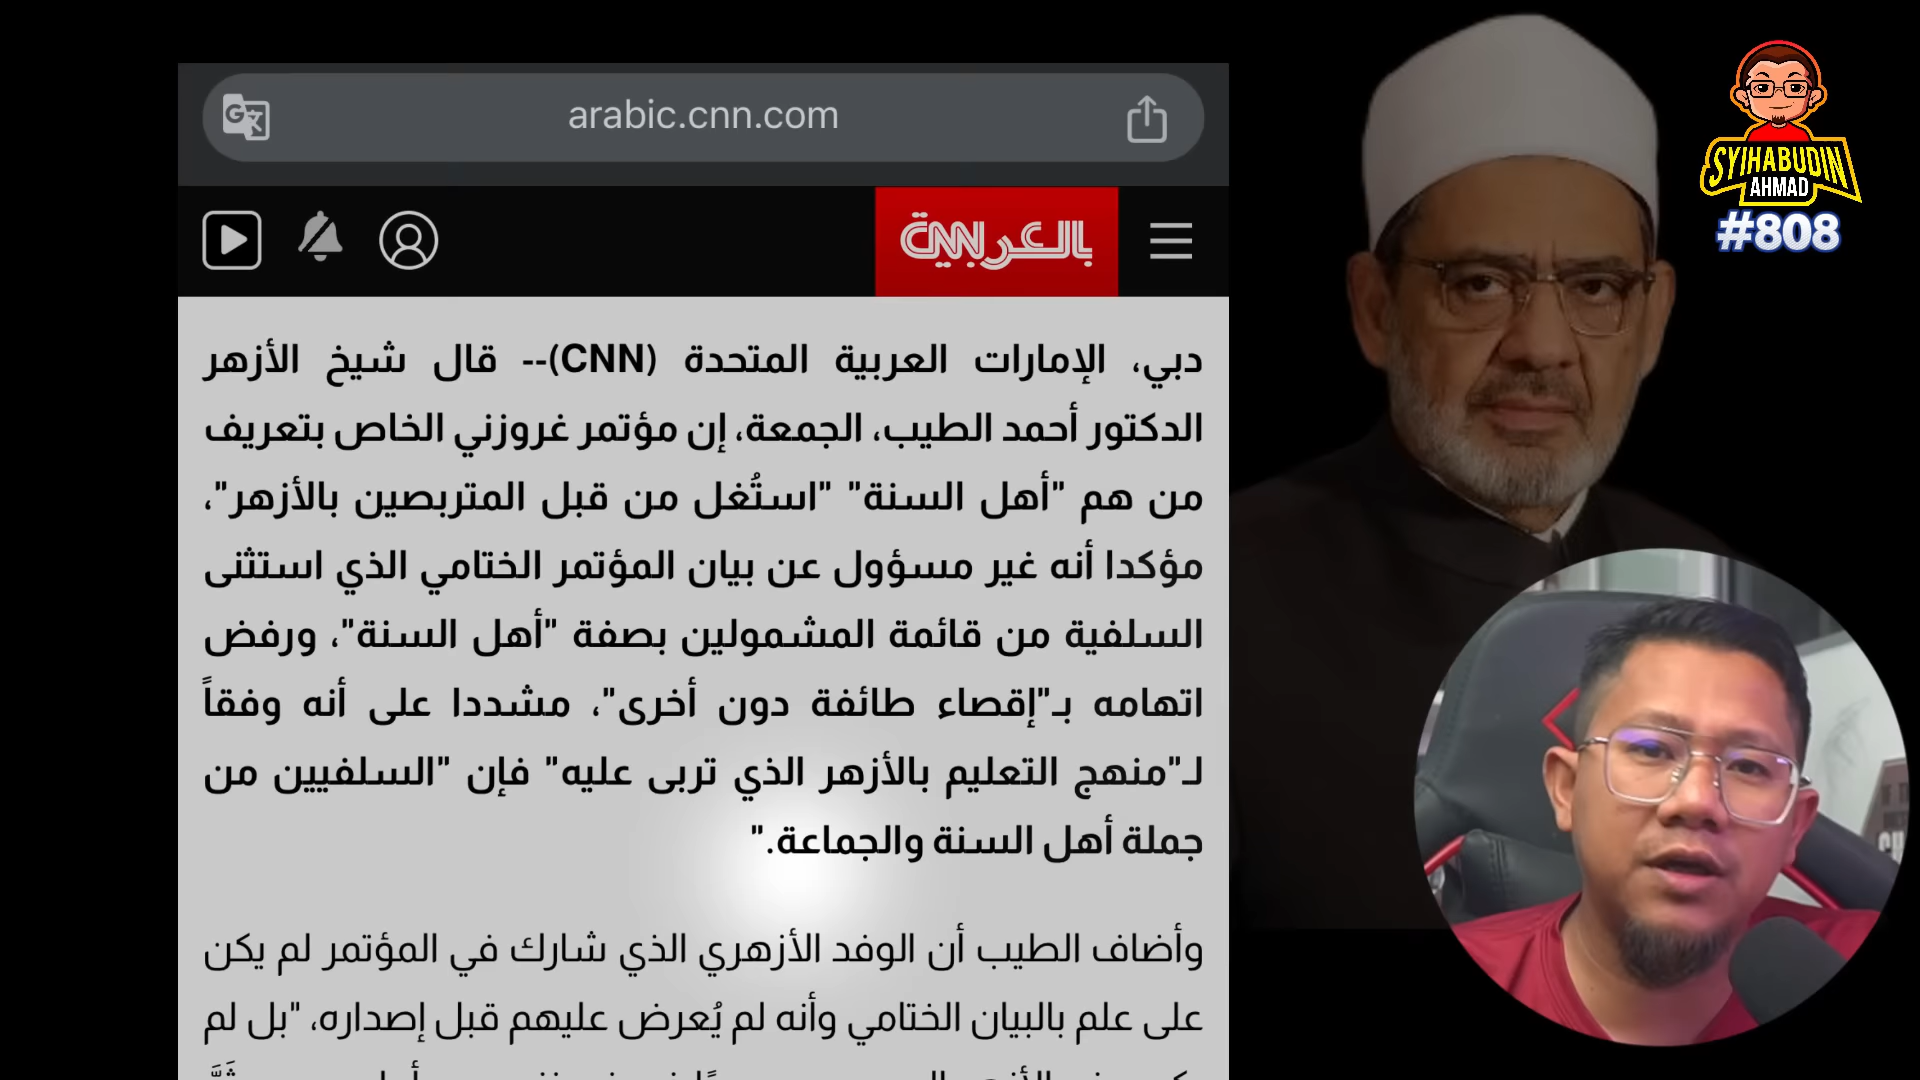 arabic.cnn.com
CNN بالعربية
دبي، الإمارات العربية المتحدة (CNN)-- قال شيخ الأزهر
الدكتور أحمد الطيب، الجمعة، إن مؤتمر غروزني الخاص بتعريف
من هم "أهل السنة" "استُغل من قبل المتربصين بالأزهر"،
مؤكدا أنه غير مسؤول عن بيان المؤتمر الختامي الذي استثنى
السلفية من قائمة المشمولين بصفة "أهل السنة"، ورفض
اتهامه بـ"إقصاء طائفة دون أخرى"، مشددا على أنه وفقاً
لـ"منهج التعليم بالأزهر الذي تربى عليه" فإن "السلفيين من
جملة أهل السنة والجماعة."
وأضاف الطيب أن الوفد الأزهري الذي شارك في المؤتمر لم يكن
على علم بالبيان الختامي وأنه لم يُعرض عليهم قبل إصداره، "بل لم
SYIHABUDIN
AHMAD
#808